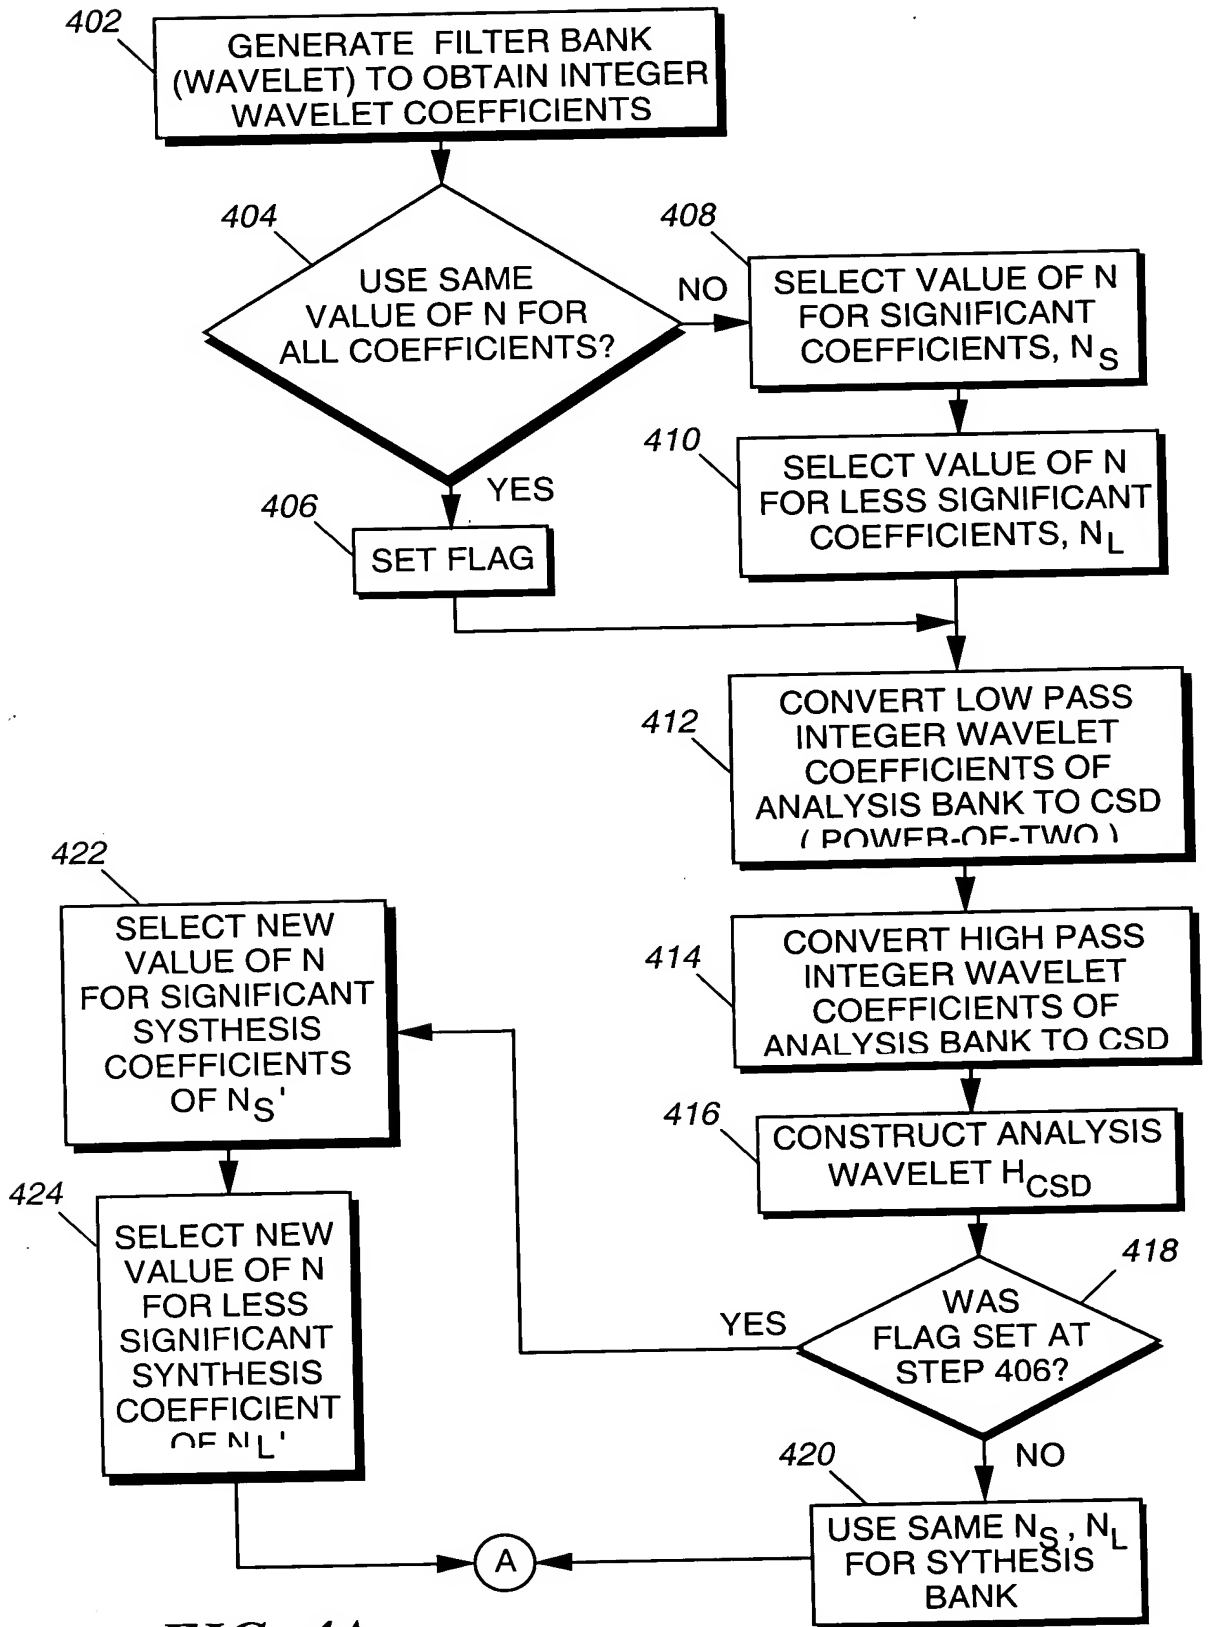 402
GENERATE FILTER BANK
(WAVELET) TO OBTAIN INTEGER
WAVELET COEFFICIENTS
404
USE SAME
VALUE OF N FOR
ALL COEFFICIENTS?
NO
YES
408
SELECT VALUE OF N
FOR SIGNIFICANT
COEFFICIENTS, NS
410
SELECT VALUE OF N
FOR LESS SIGNIFICANT
COEFFICIENTS, NL
406
SET FLAG
412
CONVERT LOW PASS
INTEGER WAVELET
COEFFICIENTS OF
ANALYSIS BANK TO CSD
(POWER-OF-TWO)
414
CONVERT HIGH PASS
INTEGER WAVELET
COEFFICIENTS OF
ANALYSIS BANK TO CSD
416
CONSTRUCT ANALYSIS
WAVELET HCSD
418
WAS
FLAG SET AT
STEP 406?
YES
NO
422
SELECT NEW
VALUE OF N
FOR SIGNIFICANT
SYSTHESIS
COEFFICIENTS
OF NS'
424
SELECT NEW
VALUE OF N
FOR LESS
SIGNIFICANT
SYNTHESIS
COEFFICIENT
OF NL'
420
USE SAME NS, NL
FOR SYTHESIS
BANK
A